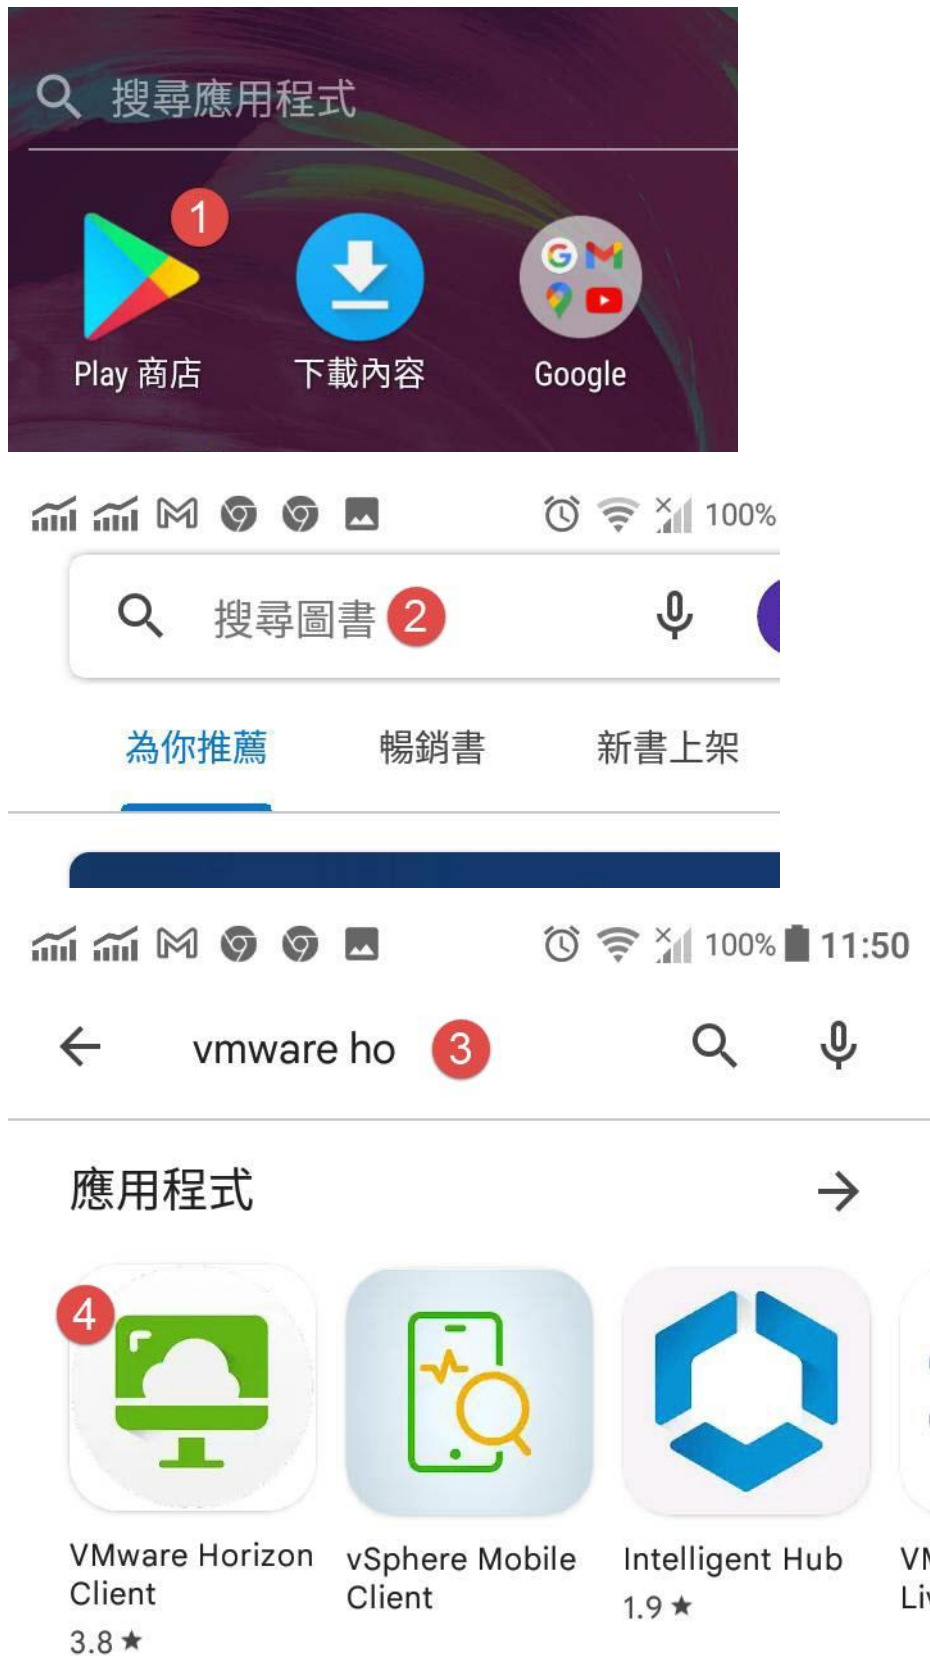 搜尋應用程式
1
Play 商店
下載內容
Google
100%
搜尋圖書 2
為你推薦
暢銷書
新書上架
100% 11:50
vmware ho 3
應用程式
4
VMware Horizon
Client
3.8 ★
vSphere Mobile
Client
Intelligent Hub
1.9 ★